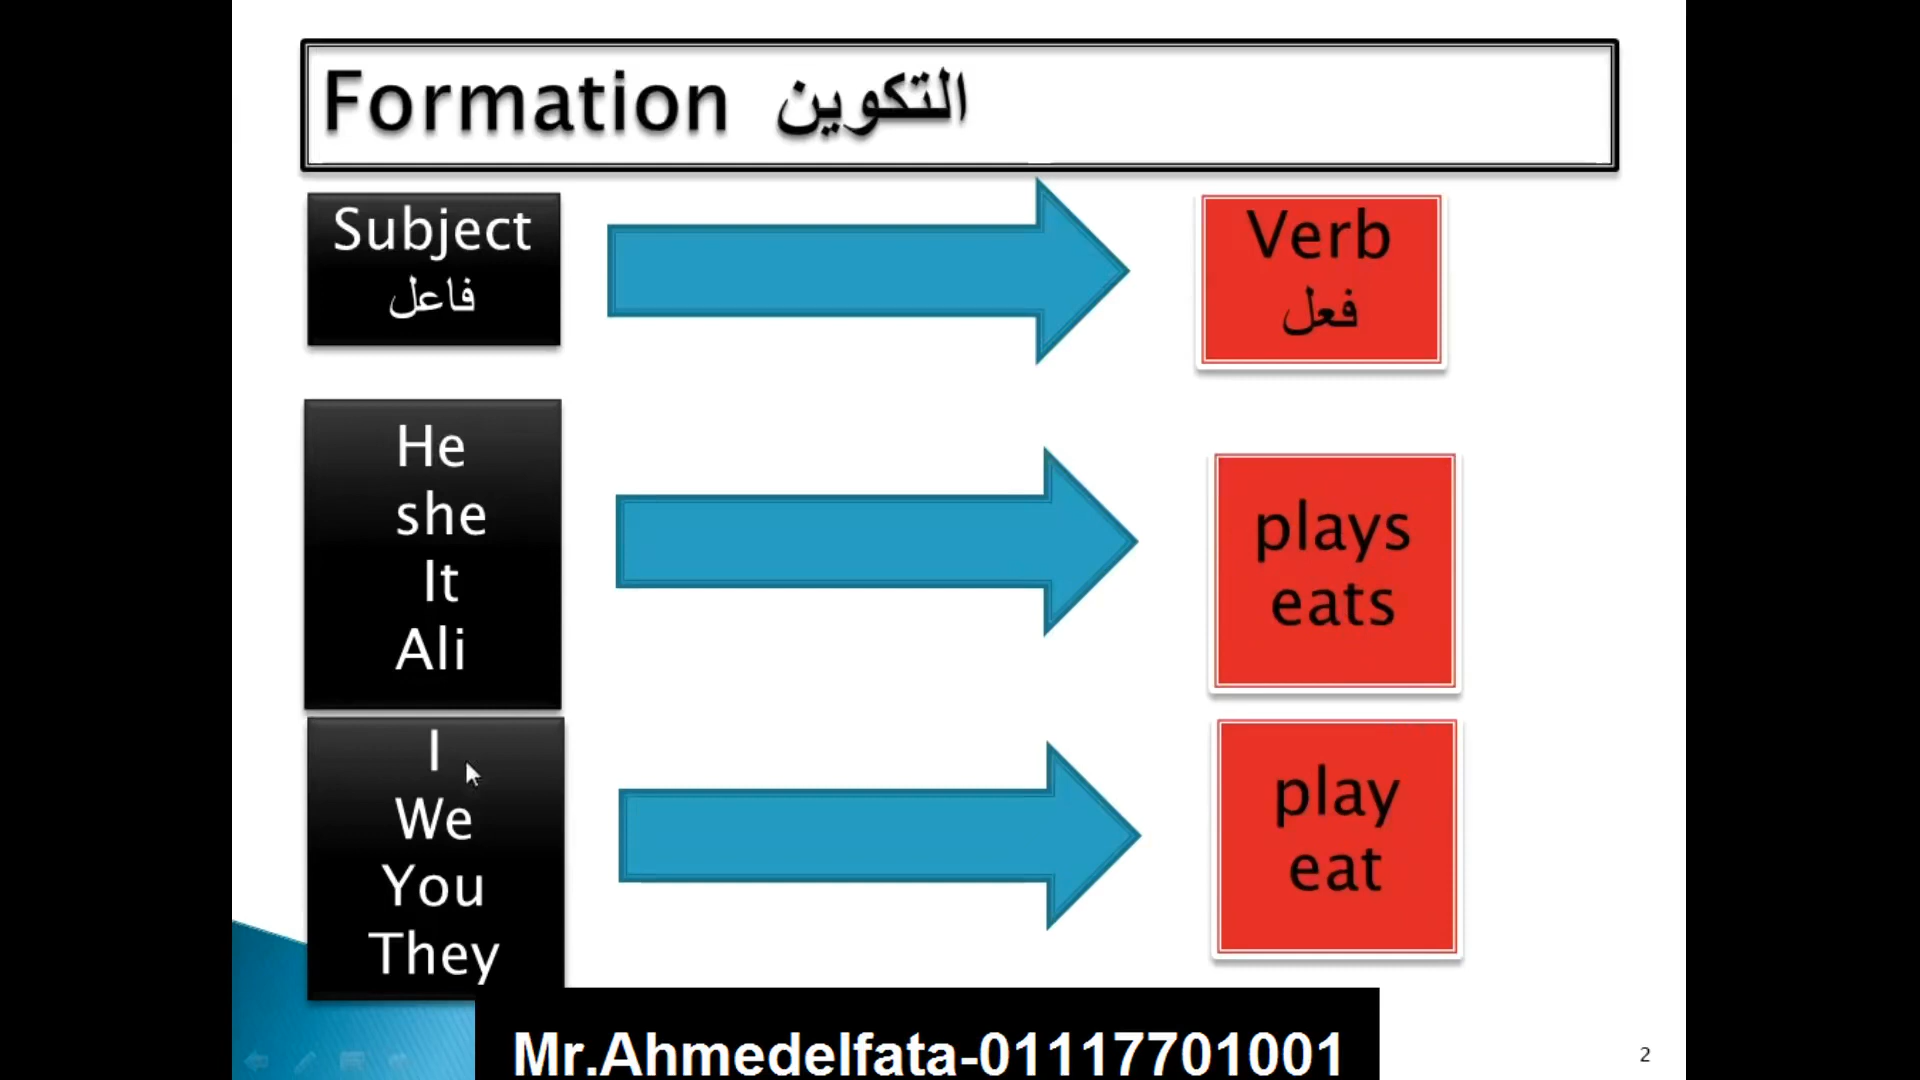 Formation التكوين
Subject
فاعل
Verb
فعل
He
she
It
Ali
plays
eats
I
We
You
They
play
eat
Mr.Ahmedelfata-01117701001
2